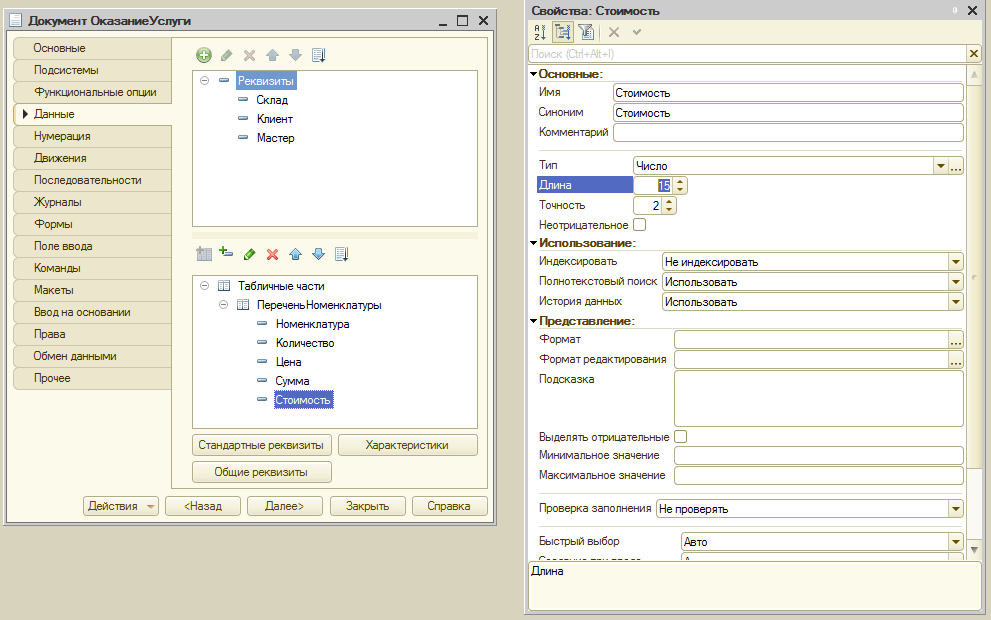 Документ ОказаниеУслуги
Основные
Подсистемы
Функциональные опции
Данные
Нумерация
Движения
Последовательности
Журналы
Формы
Поле ввода
Команды
Макеты
Ввод на основании
Права
Обмен данными
Прочее
Реквизиты
Склад
Клиент
Мастер
Табличные части
ПереченьНоменклатуры
Номенклатура
Количество
Цена
Сумма
Стоимость
Стандартные реквизиты Характеристики
Общие реквизиты
Действия <Назад Далее> Закрыть Справка
Свойства: Стоимость
Поиск (Ctrl+Alt+I)
Основные:
Имя Стоимость
Синоним Стоимость
Комментарий
Тип Число ...
Длина 15
Точность 2
Неотрицательное
Использование:
Индексировать Не индексировать
Полнотекстовый поиск Использовать
История данных Использовать
Представление:
Формат ...
Формат редактирования ...
Подсказка
Выделять отрицательные
Минимальное значение
Максимальное значение
Проверка заполнения Не проверять
Быстрый выбор Авто
Длина